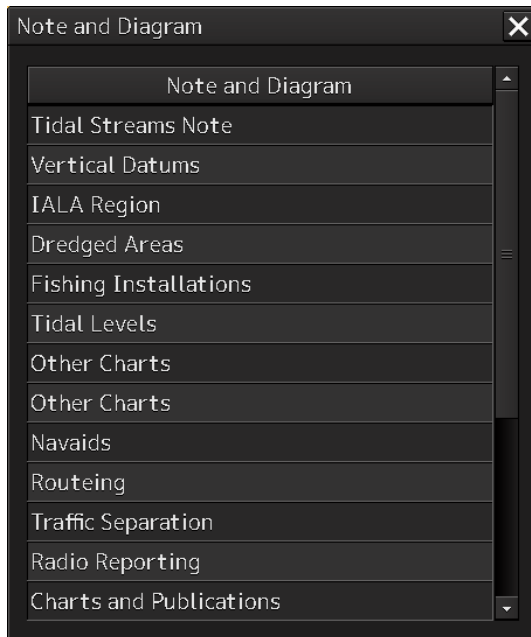 Note and Diagram
Note and Diagram
Tidal Streams Note
Vertical Datums
IALA Region
Dredged Areas
Fishing Installations
Tidal Levels
Other Charts
Other Charts
Navaids
Routeing
Traffic Separation
Radio Reporting
Charts and Publications